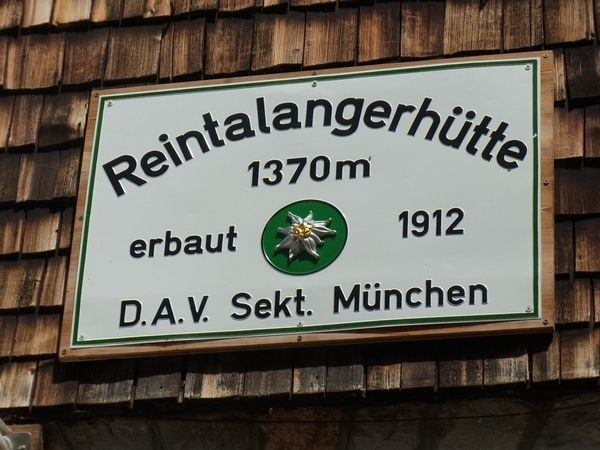 Reintalangerhütte
1370m
erbaut 1912
D.A.V. Sekt. München